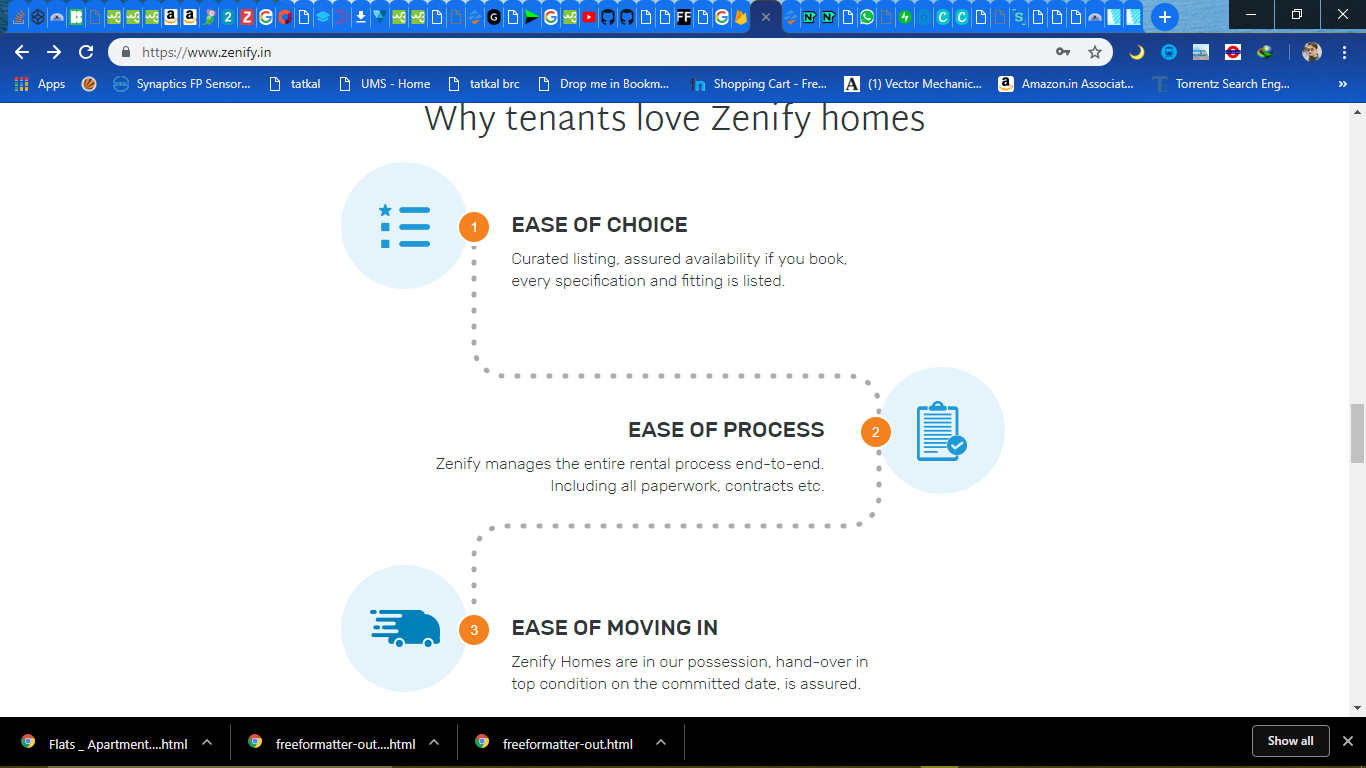 https://www.zenify.in
Apps
Synaptics FP Sensor...
tatkal
UMS - Home
tatkal brc
Drop me in Bookm...
Shopping Cart - Fre...
(1) Vector Mechanic...
Amazon.in Associat...
Torrentz Search Eng...
»
Why tenants love Zenify homes
1
EASE OF CHOICE
Curated listing, assured availability if you book,
every specification and fitting is listed.
2
EASE OF PROCESS
Zenify manages the entire rental process end-to-end.
Including all paperwork, contracts etc.
3
EASE OF MOVING IN
Zenify Homes are in our possession, hand-over in
top condition on the committed date, is assured.
Flats _ Apartment....html
freeformatter-out....html
freeformatter-out.html
Show all